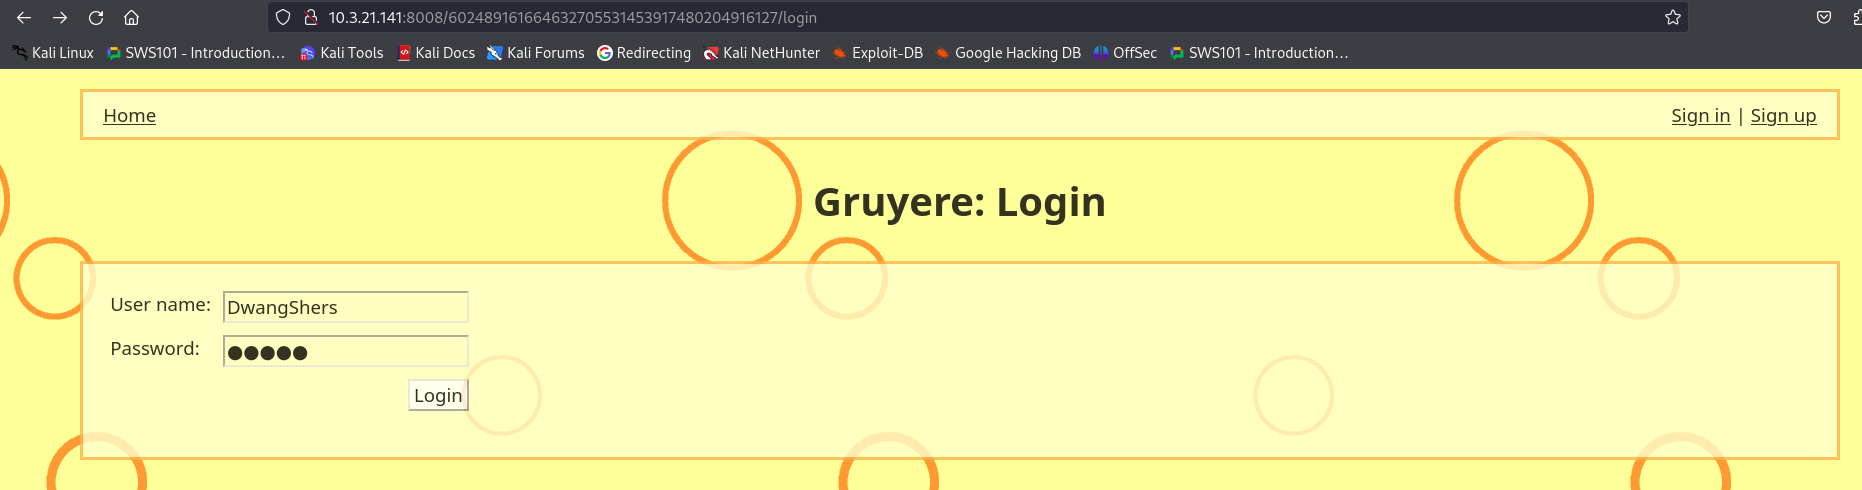 10.3.21.141:8008/602489161664632705531453917480204916127/login
Kali Linux SWS101 - Introduction... Kali Tools Kali Docs Kali Forums Redirecting Kali NetHunter Exploit-DB Google Hacking DB OffSec SWS101 - Introduction...
Home Sign in | Sign up
Gruyere: Login
User name: DwangShers
Password: ●●●●●
Login